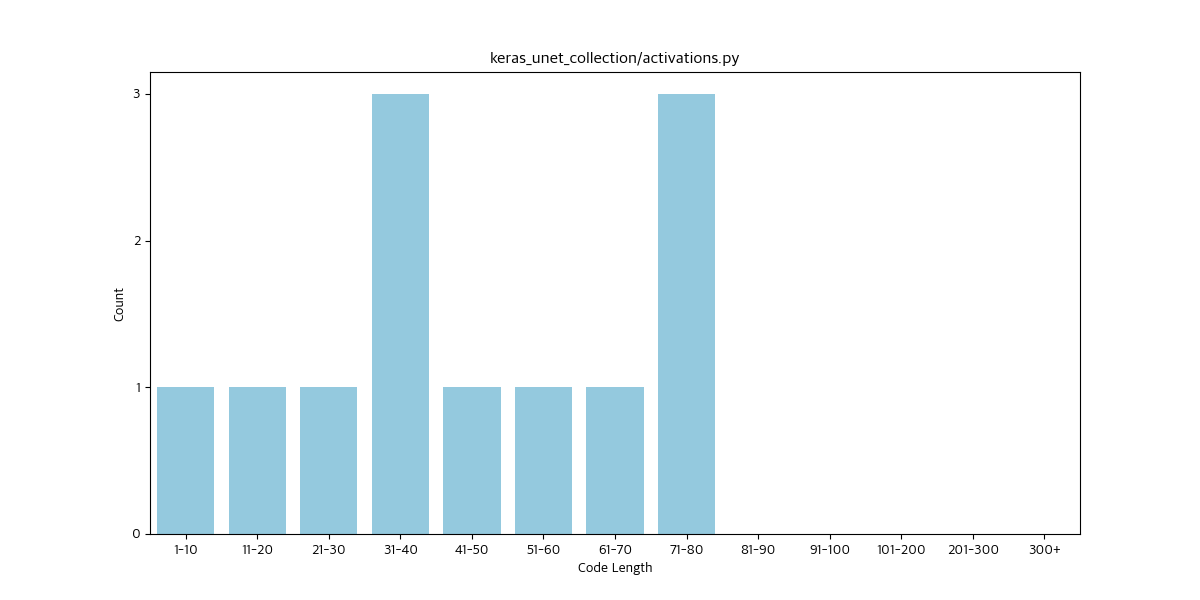 keras_unet_collection/activations.py
3
2
1
0
Count
1-10 11-20 21-30 31-40 41-50 51-60 61-70 71-80 81-90 91-100 101-200 201-300 300+
Code Length